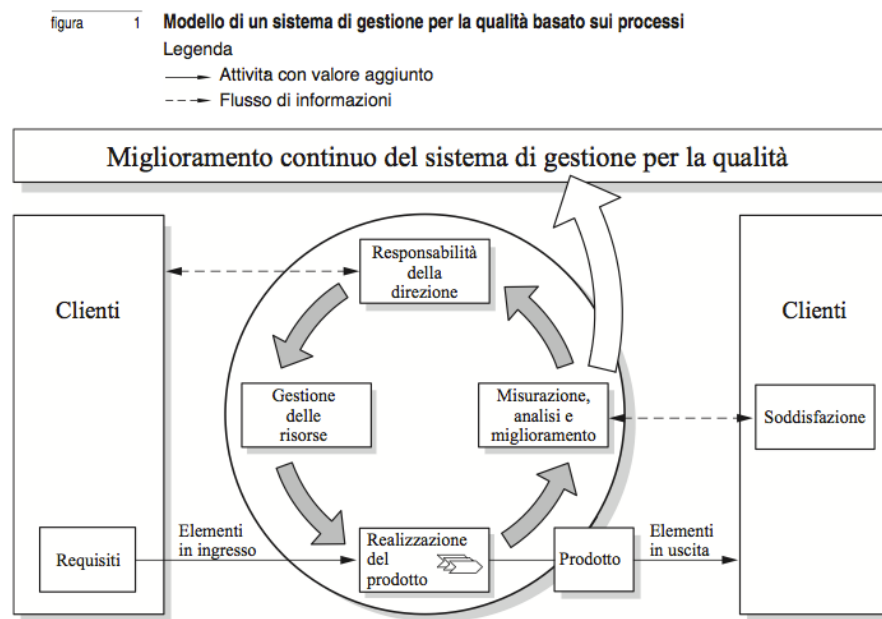 figura 1 Modello di un sistema di gestione per la qualità basato sui processi
Legenda
Attivita con valore aggiunto
Flusso di informazioni
Miglioramento continuo del sistema di gestione per la qualità
Clienti
Requisiti
Elementi
in ingresso
Responsabilità
della
direzione
Gestione
delle
risorse
Misurazione,
analisi e
miglioramento
Realizzazione
del
prodotto
Prodotto
Elementi
in uscita
Clienti
Soddisfazione